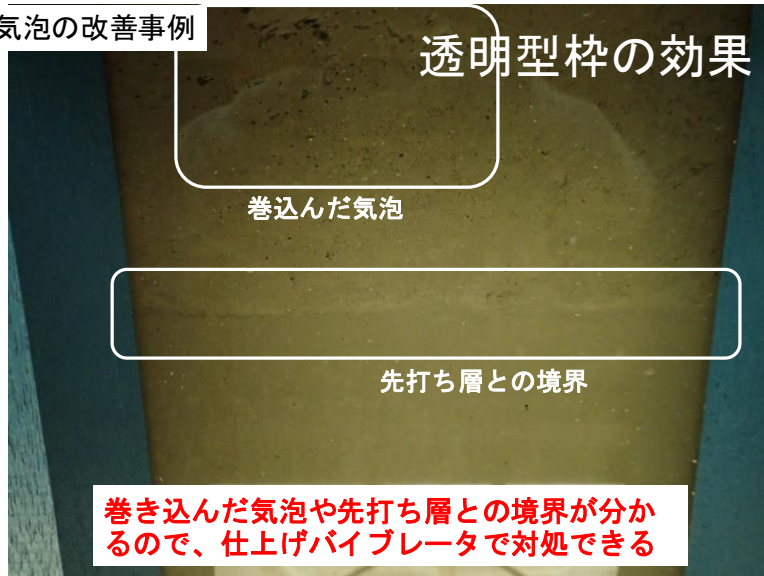 気泡の改善事例
透明型枠の効果
巻込んだ気泡
先打ち層との境界
巻き込んだ気泡や先打ち層との境界が分か
るので、仕上げバイブレータで対処できる